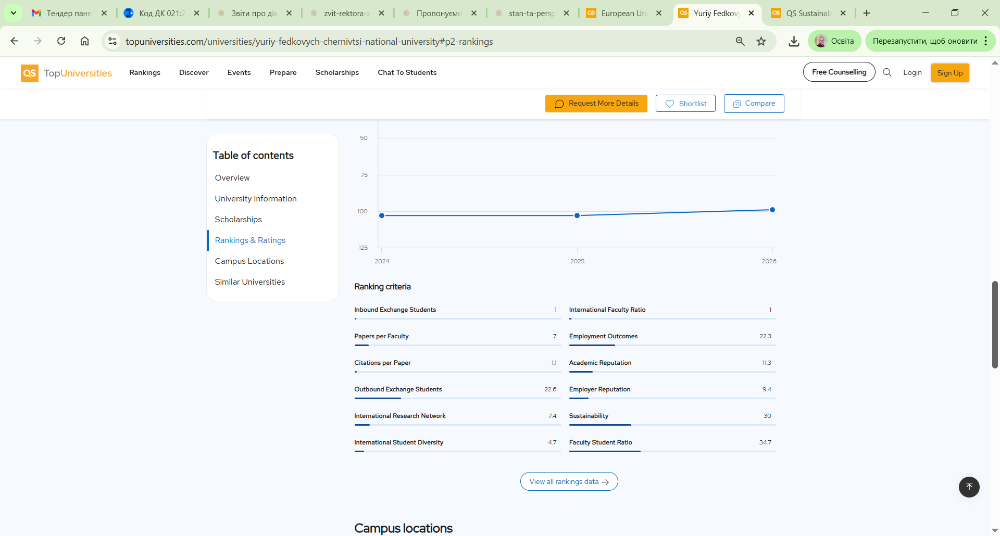 Тендер пане
Код ДК 021:2
Звіти про дія
zvit-rektora-z
Пропонуємо
stan-ta-persp
QS European Uni
QS Yuriy Fedkovy
QS QS Sustainab
topuniversities.com/universities/yuriy-fedkovych-chernivtsi-national-university#p2-rankings
Освіта
Перезапустити, щоб оновити
QS TopUniversities
Rankings
Discover
Events
Prepare
Scholarships
Chat To Students
Free Counselling
Login
Sign Up
Request More Details
Shortlist
Compare
Table of contents
Overview
University Information
Scholarships
Rankings & Ratings
Campus Locations
Similar Universities
50
75
100
125
2024
2025
2026
Ranking criteria
Inbound Exchange Students 1
International Faculty Ratio 1
Papers per Faculty 7
Employment Outcomes 22.3
Citations per Paper 1.1
Academic Reputation 11.3
Outbound Exchange Students 22.6
Employer Reputation 9.4
International Research Network 7.4
Sustainability 30
International Student Diversity 4.7
Faculty Student Ratio 34.7
View all rankings data
Campus locations